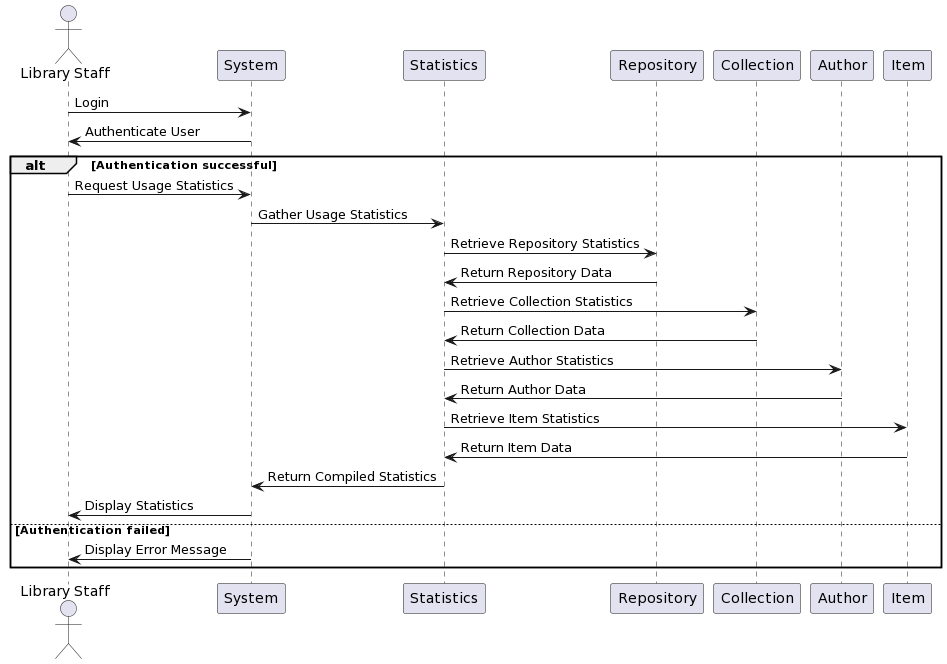 Library Staff
System
Statistics
Repository
Collection
Author
Item
Login
Authenticate User
alt
[Authentication successful]
Request Usage Statistics
Gather Usage Statistics
Retrieve Repository Statistics
Return Repository Data
Retrieve Collection Statistics
Return Collection Data
Retrieve Author Statistics
Return Author Data
Retrieve Item Statistics
Return Item Data
Return Compiled Statistics
Display Statistics
[Authentication failed]
Display Error Message
Library Staff
System
Statistics
Repository
Collection
Author
Item